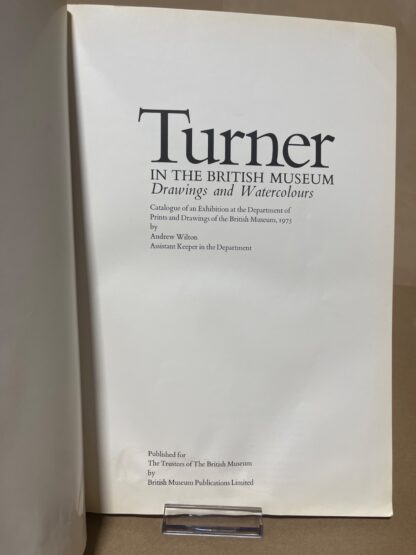 Turner
IN THE BRITISH MUSEUM
Drawings and Watercolours
Catalogue of an Exhibition at the Department of
Prints and Drawings of the British Museum, 1975
by
Andrew Wilton
Assistant Keeper in the Department
Published for
The Trustees of The British Museum
by
British Museum Publications Limited